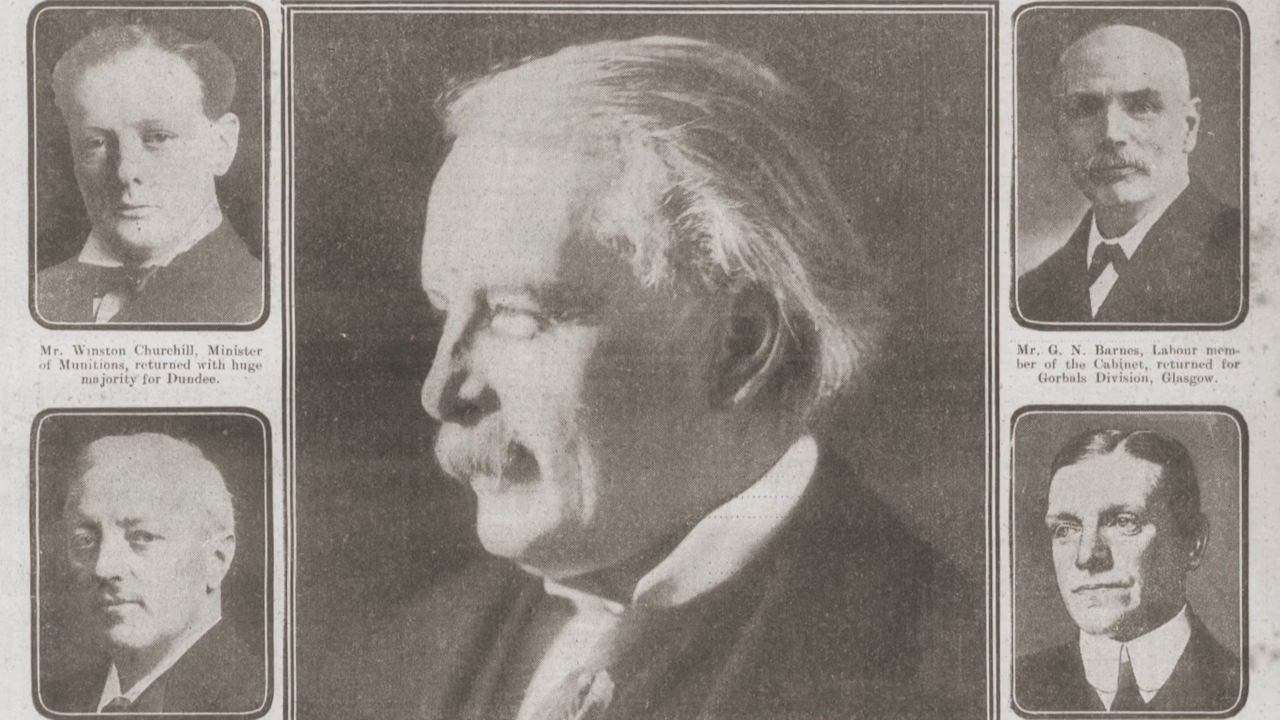 Mr. Winston Churchill, Minister
of Munitions, returned with huge
majority for Dundee.
Mr. G. N. Barnes, Labour mem-
ber of the Cabinet, returned for
Gorbals Division, Glasgow.